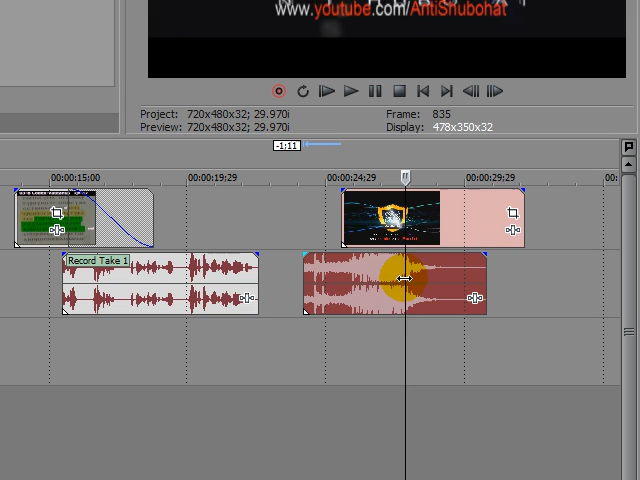 www.youtube.com/AntiShubohat
Project: 720x480x32; 29.970i
Preview: 720x480x32; 29.970i
Frame: 835
Display: 478x350x32
-1;11
00:00:15;00
00:00:19;29
00:00:24;29
00:00:29;29
00:
Record Take 1